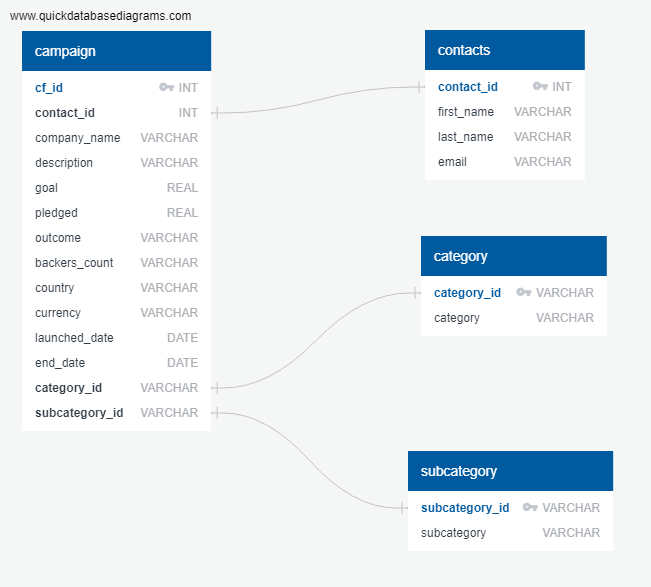 www.quickdatabasediagrams.com
campaign
cf_id INT
contact_id INT
company_name VARCHAR
description VARCHAR
goal REAL
pledged REAL
outcome VARCHAR
backers_count VARCHAR
country VARCHAR
currency VARCHAR
launched_date DATE
end_date DATE
category_id VARCHAR
subcategory_id VARCHAR
contacts
contact_id INT
first_name VARCHAR
last_name VARCHAR
email VARCHAR
category
category_id VARCHAR
category VARCHAR
subcategory
subcategory_id VARCHAR
subcategory VARCHAR